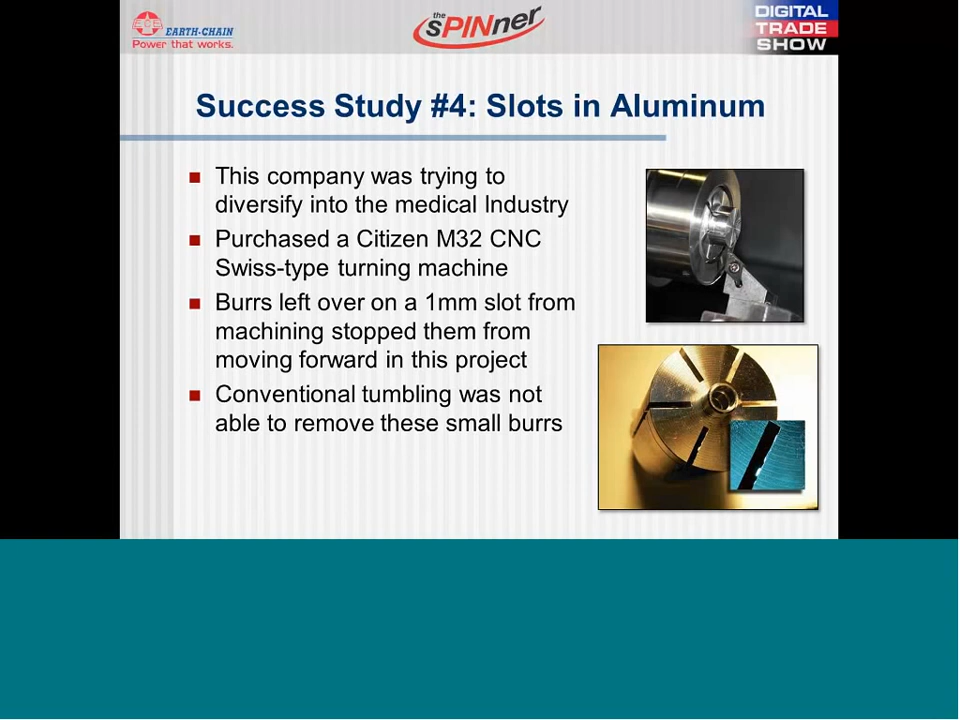 EARTH-CHAIN
Power that works.
the sPINner
DIGITAL
TRADE
SHOW
Success Study #4: Slots in Aluminum
This company was trying to
diversify into the medical Industry
Purchased a Citizen M32 CNC
Swiss-type turning machine
Burrs left over on a 1mm slot from
machining stopped them from
moving forward in this project
Conventional tumbling was not
able to remove these small burrs